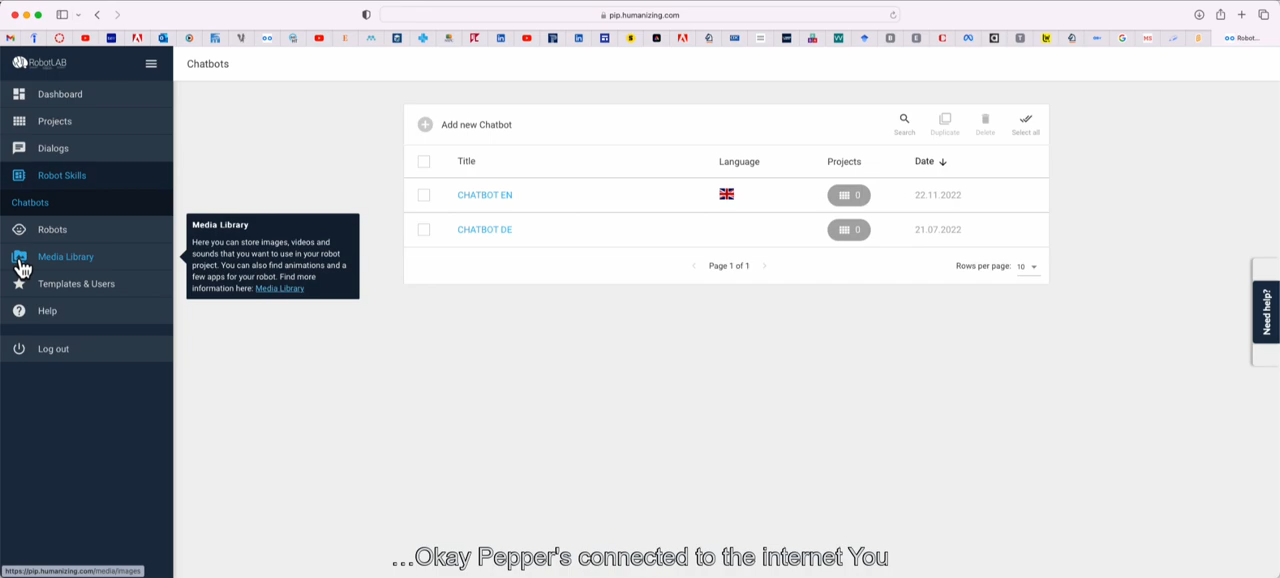 pip.humanizing.com
Robot...
RobotLAB
Chatbots
Dashboard
Projects
Dialogs
Robot Skills
Chatbots
Robots
Media Library
Templates & Users
Help
Log out
Media Library
Here you can store images, videos and
sounds that you want to use in your robot
project. You can also find animations and a
few apps for your robot. Find more
information here: Media Library
Add new Chatbot
Search
Duplicate
Delete
Select all
Title
Language
Projects
Date
CHATBOT EN
0
22.11.2022
CHATBOT DE
0
21.07.2022
Page 1 of 1
Rows per page:
10
Need help?
...Okay Pepper's connected to the internet You
https://pip.humanizing.com/media/images